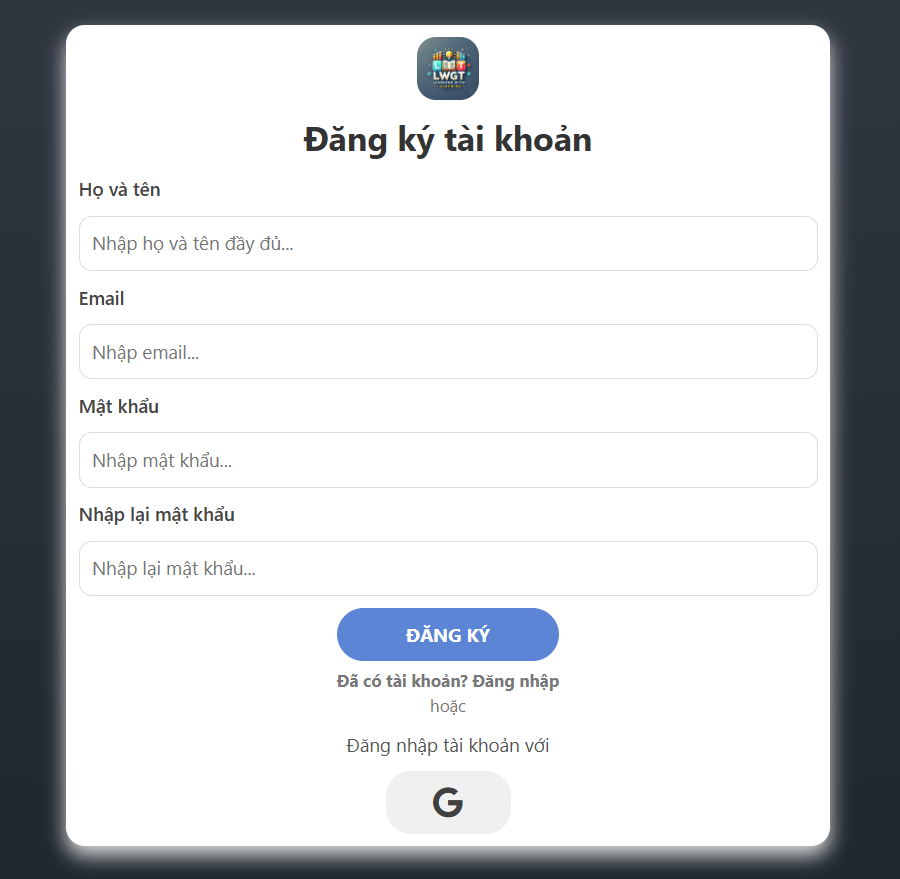 LWGT
Đăng ký tài khoản
Họ và tên
Nhập họ và tên đầy đủ...
Email
Nhập email...
Mật khẩu
Nhập mật khẩu...
Nhập lại mật khẩu
Nhập lại mật khẩu...
ĐĂNG KÝ
Đã có tài khoản? Đăng nhập
hoặc
Đăng nhập tài khoản với
G